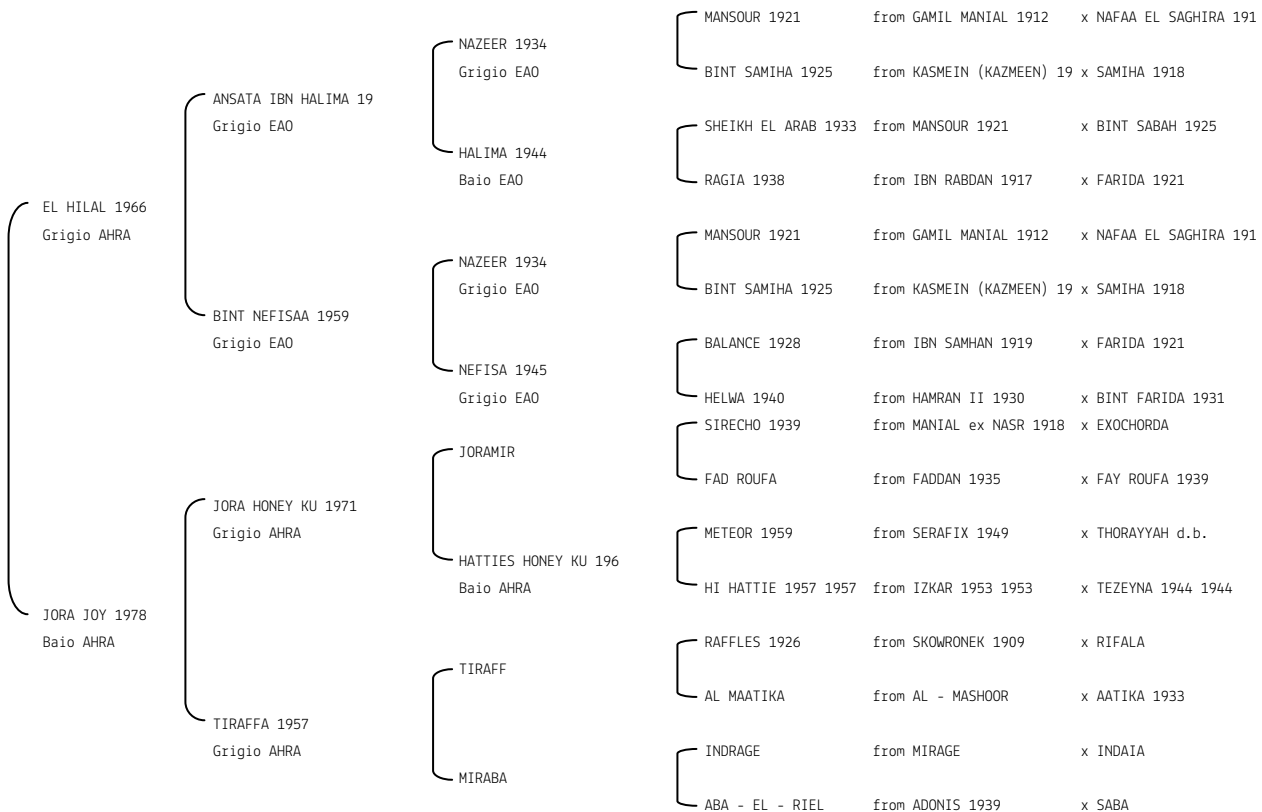 MANSOUR 1921 from GAMIL MANIAL 1912 x NAFAA EL SAGHIRA 191
NAZEER 1934
Grigio EAO
BINT SAMIHA 1925 from KASMEIN (KAZMEEN) 19 x SAMIHA 1918
ANSATA IBN HALIMA 19
Grigio EAO
SHEIKH EL ARAB 1933 from MANSOUR 1921 x BINT SABAH 1925
HALIMA 1944
Baio EAO
RAGIA 1938 from IBN RABDAN 1917 x FARIDA 1921
EL HILAL 1966
Grigio AHRA
MANSOUR 1921 from GAMIL MANIAL 1912 x NAFAA EL SAGHIRA 191
NAZEER 1934
Grigio EAO
BINT SAMIHA 1925 from KASMEIN (KAZMEEN) 19 x SAMIHA 1918
BINT NEFISAA 1959
Grigio EAO
BALANCE 1928 from IBN SAMHAN 1919 x FARIDA 1921
NEFISA 1945
Grigio EAO
HELWA 1940 from HAMRAN II 1930 x BINT FARIDA 1931
SIRECHO 1939 from MANIAL ex NASR 1918 x EXOCHORDA
JORAMIR
FAD ROUFA from FADDAN 1935 x FAY ROUFA 1939
JORA HONEY KU 1971
Grigio AHRA
METEOR 1959 from SERAFIX 1949 x THORAYYAH d.b.
HATTIES HONEY KU 196
Baio AHRA
HI HATTIE 1957 1957 from IZKAR 1953 1953 x TEZEYNA 1944 1944
JORA JOY 1978
Baio AHRA
RAFFLES 1926 from SKOWRONEK 1909 x RIFALA
TIRAFF
AL MAATIKA from AL - MASHOOR x AATIKA 1933
TIRAFFA 1957
Grigio AHRA
INDRAGE from MIRAGE x INDAIA
MIRABA
ABA - EL - RIEL from ADONIS 1939 x SABA